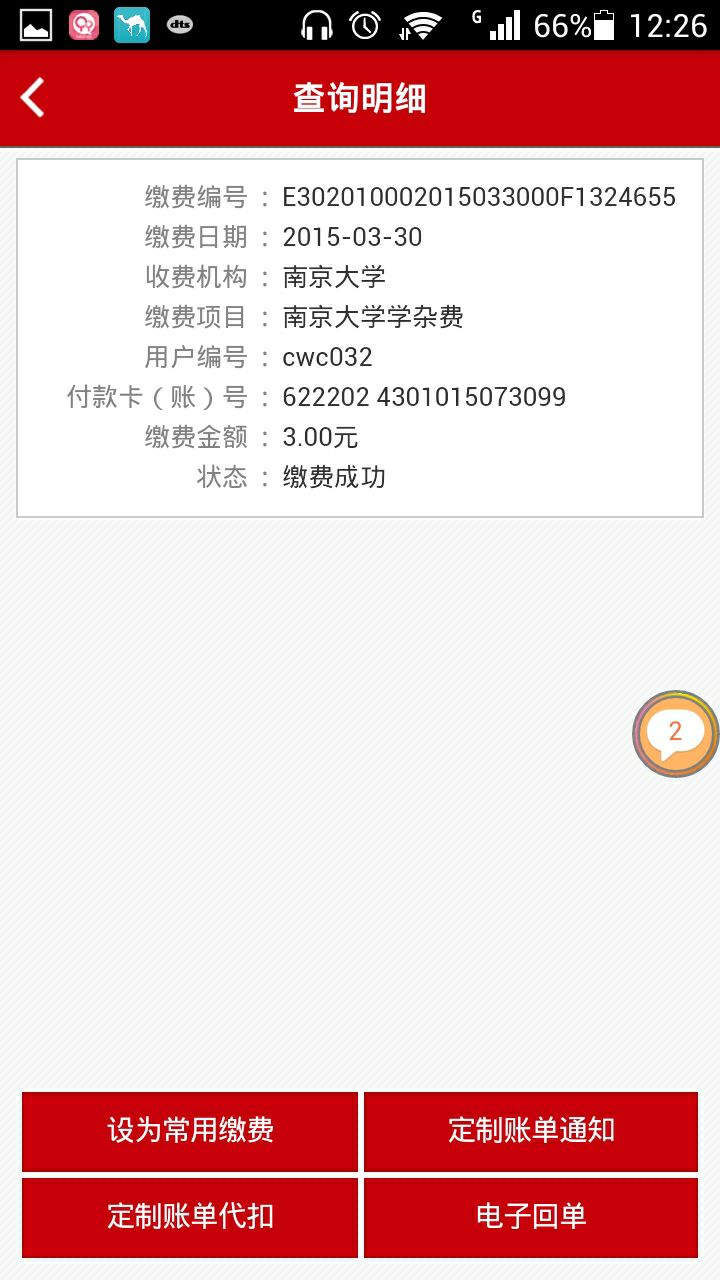 dts G 66% 12:26
查询明细
缴费编号 : E302010002015033000F1324655
缴费日期 : 2015-03-30
收费机构 : 南京大学
缴费项目 : 南京大学学杂费
用户编号 : cwc032
付款卡（账）号 : 622202 4301015073099
缴费金额 : 3.00元
状态 : 缴费成功
2
设为常用缴费 定制账单通知
定制账单代扣 电子回单